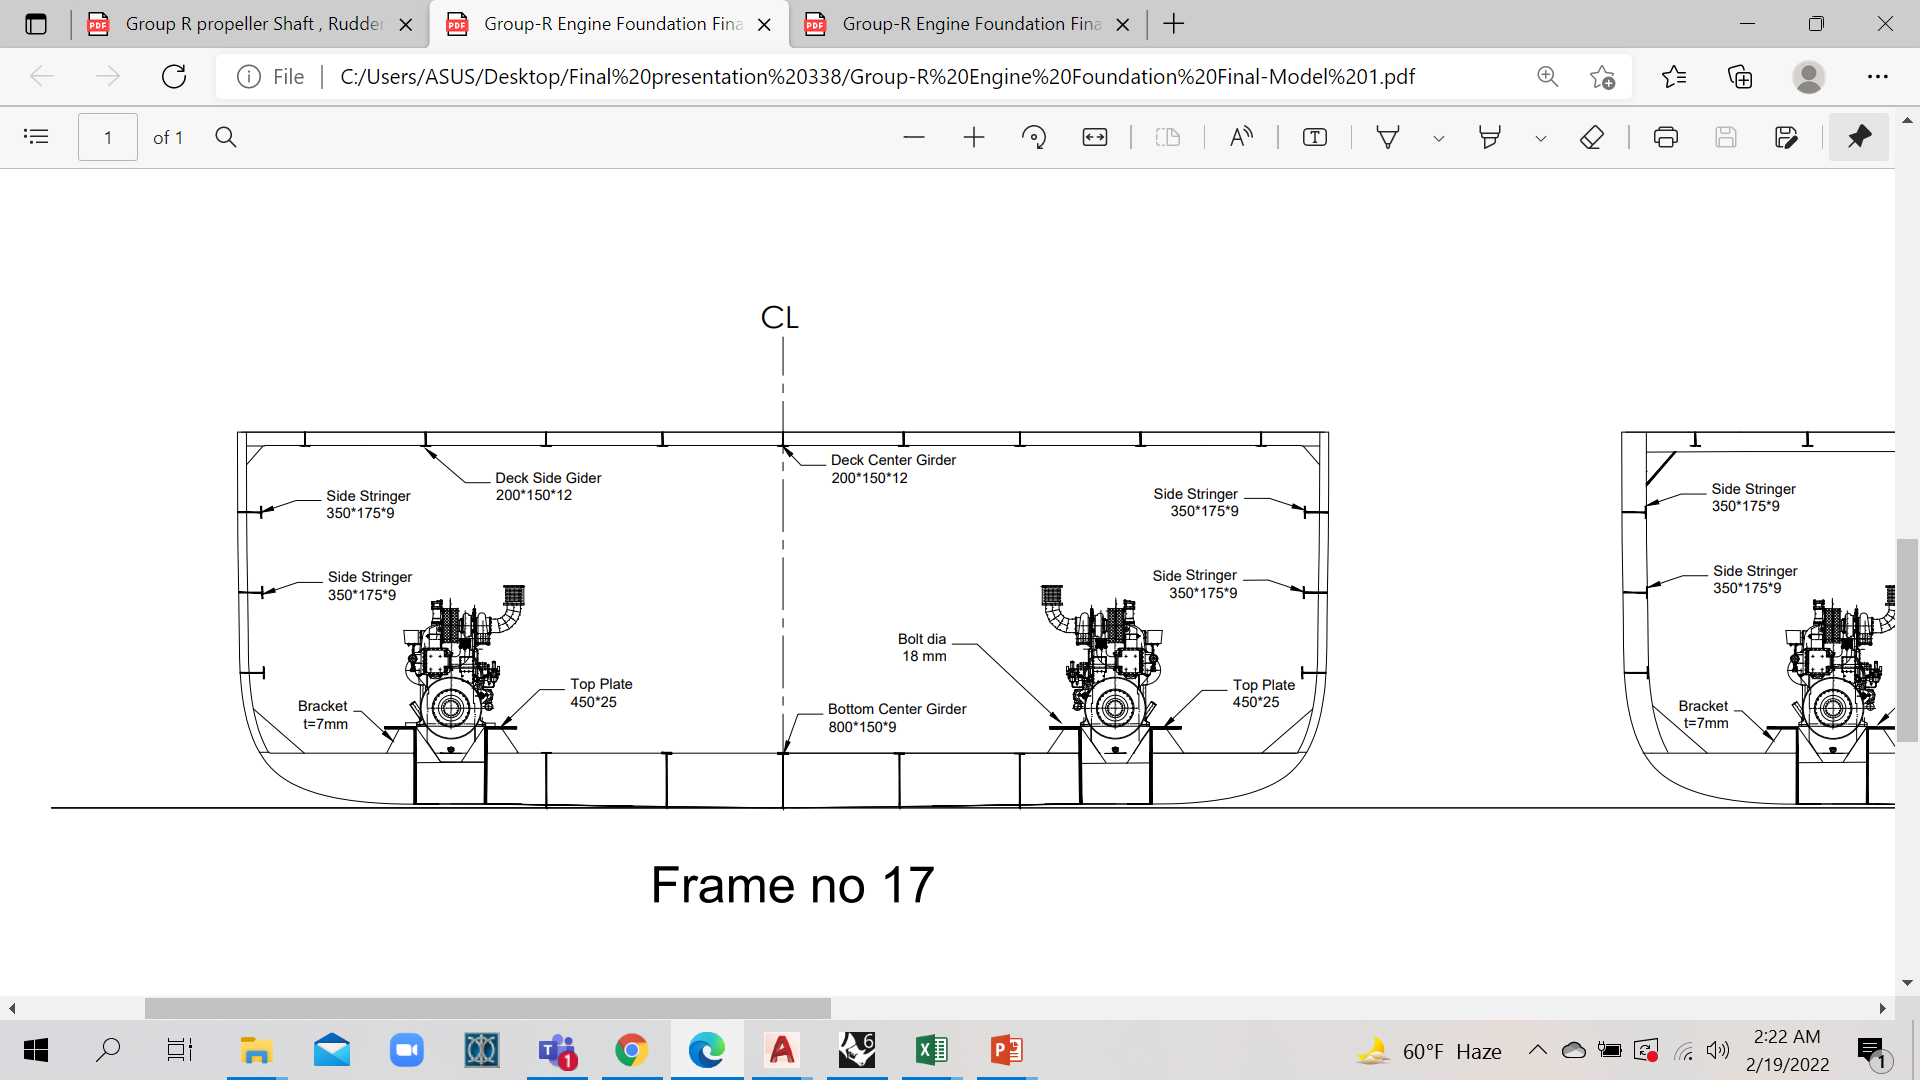 Group R propeller Shaft , Rudder
Group-R Engine Foundation Fina
Group-R Engine Foundation Fina
File
C:/Users/ASUS/Desktop/Final%20presentation%20338/Group-R%20Engine%20Foundation%20Final-Model%201.pdf
1
of 1
CL
Deck Center Girder
200*150*12
Deck Side Gider
200*150*12
Side Stringer
350*175*9
Side Stringer
350*175*9
Side Stringer
350*175*9
Side Stringer
350*175*9
Side Stringer
350*175*9
Side Stringer
350*175*9
Bolt dia
18 mm
Top Plate
450*25
Top Plate
450*25
Bracket
t=7mm
Bottom Center Girder
800*150*9
Bracket
t=7mm
Frame no 17
60°F Haze
2:22 AM
2/19/2022
1
1
6